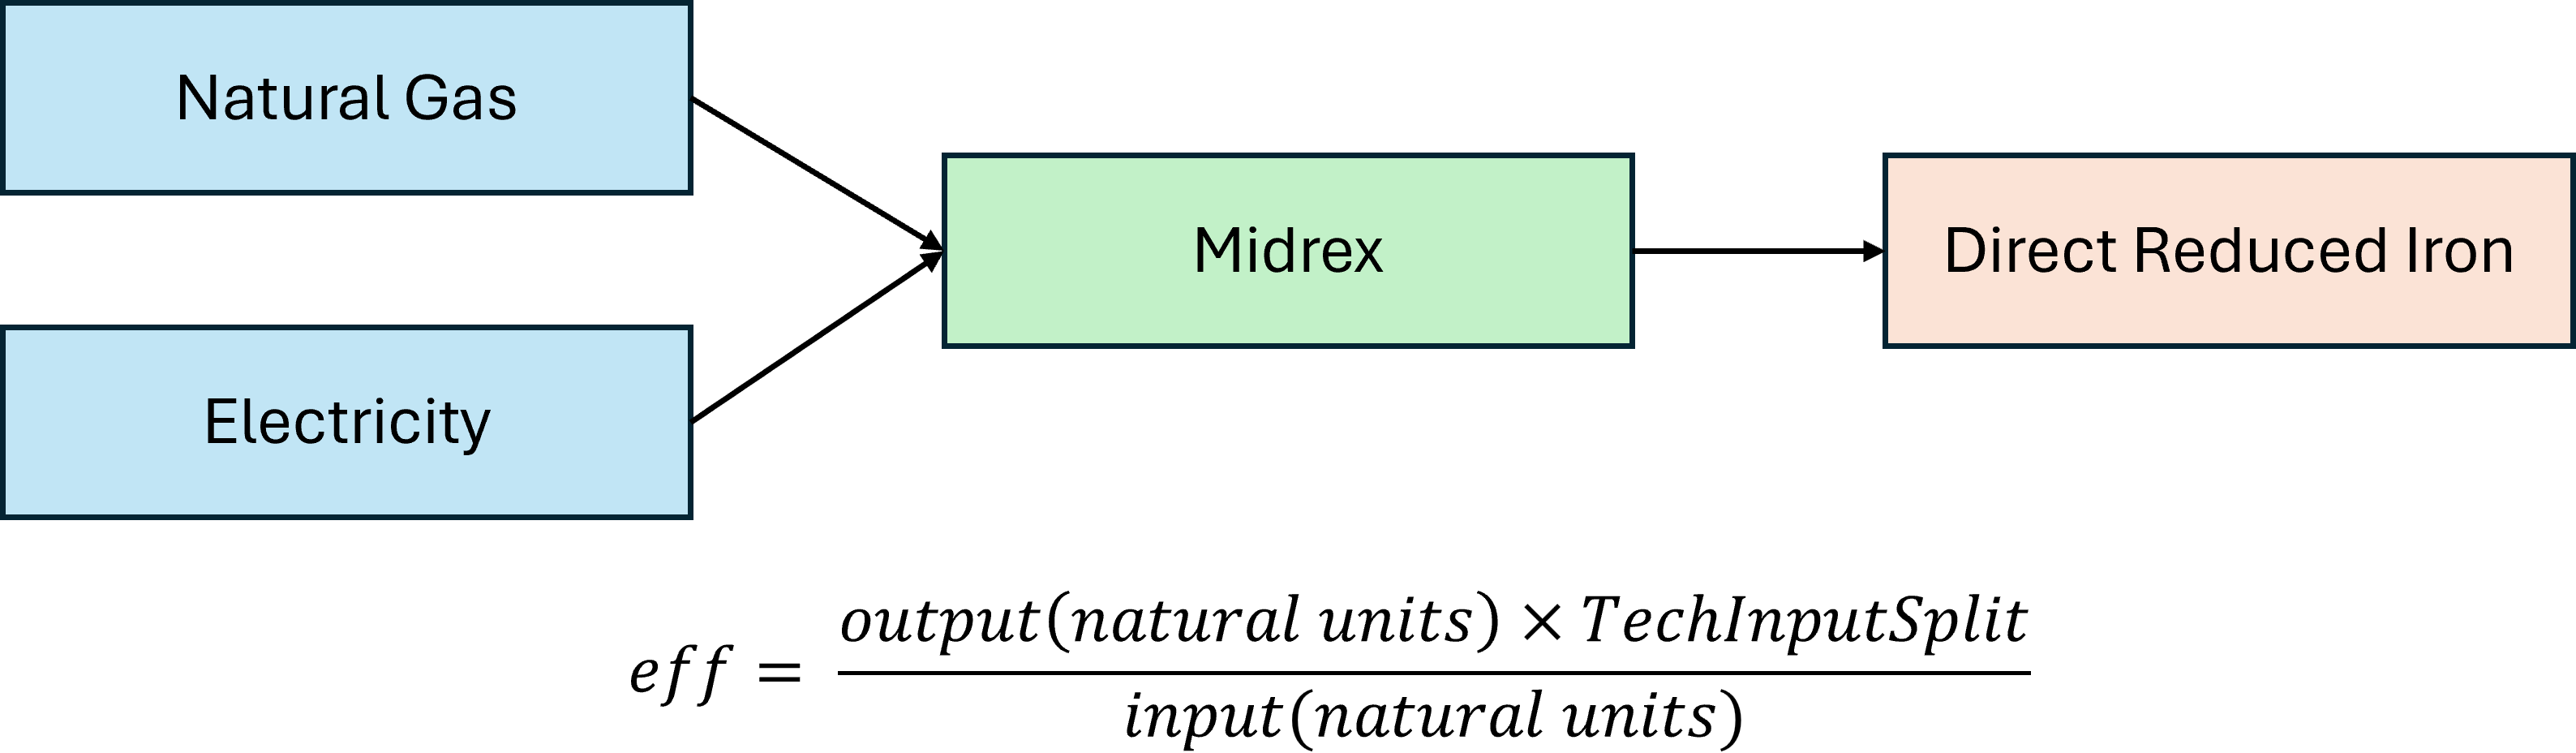 Natural Gas
Midrex
Direct Reduced Iron
Electricity
eff = output(natural units) × TechInputSplit
input(natural units)